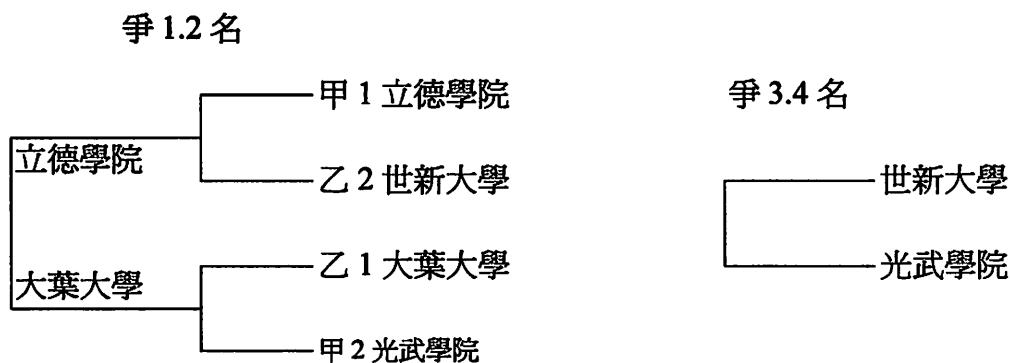 爭 1.2 名
甲 1 立德學院
立德學院
乙 2 世新大學
乙 1 大葉大學
大葉大學
甲 2 光武學院
爭 3.4 名
世新大學
光武學院